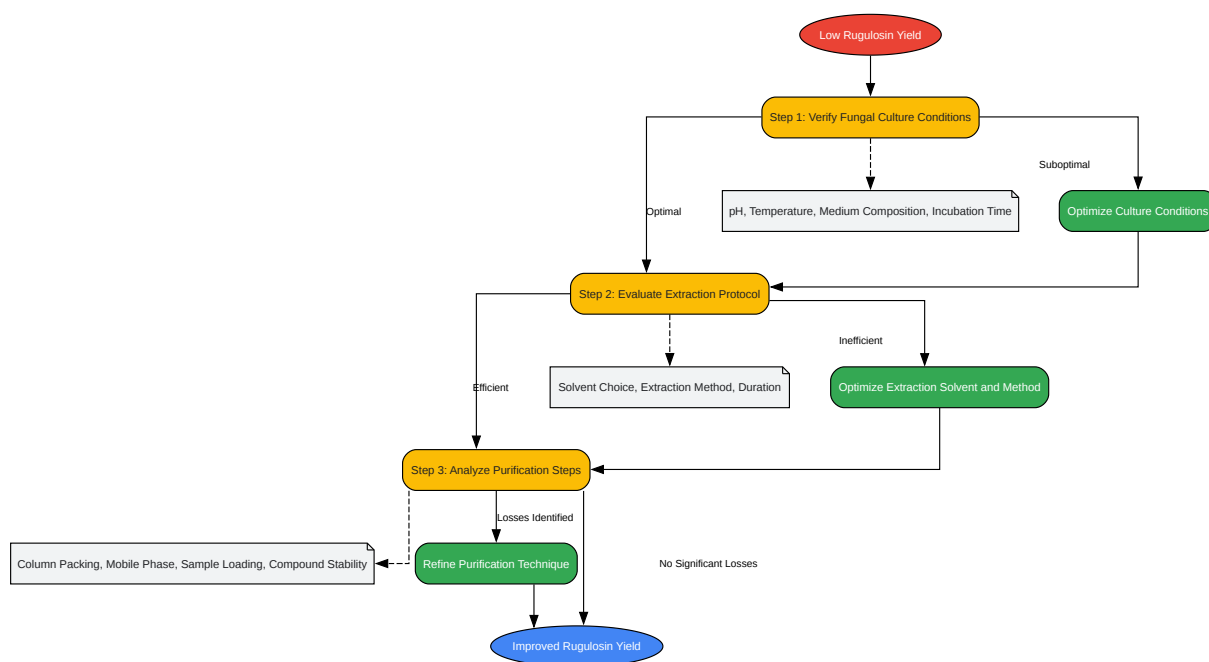 Low Rugulosin Yield
Step 1: Verify Fungal Culture Conditions
Suboptimal
Optimal
pH, Temperature, Medium Composition, Incubation Time
Optimize Culture Conditions
Step 2: Evaluate Extraction Protocol
Inefficient
Efficient
Solvent Choice, Extraction Method, Duration
Optimize Extraction Solvent and Method
Step 3: Analyze Purification Steps
Losses Identified
Column Packing, Mobile Phase, Sample Loading, Compound Stability
Refine Purification Technique
No Significant Losses
Improved Rugulosin Yield